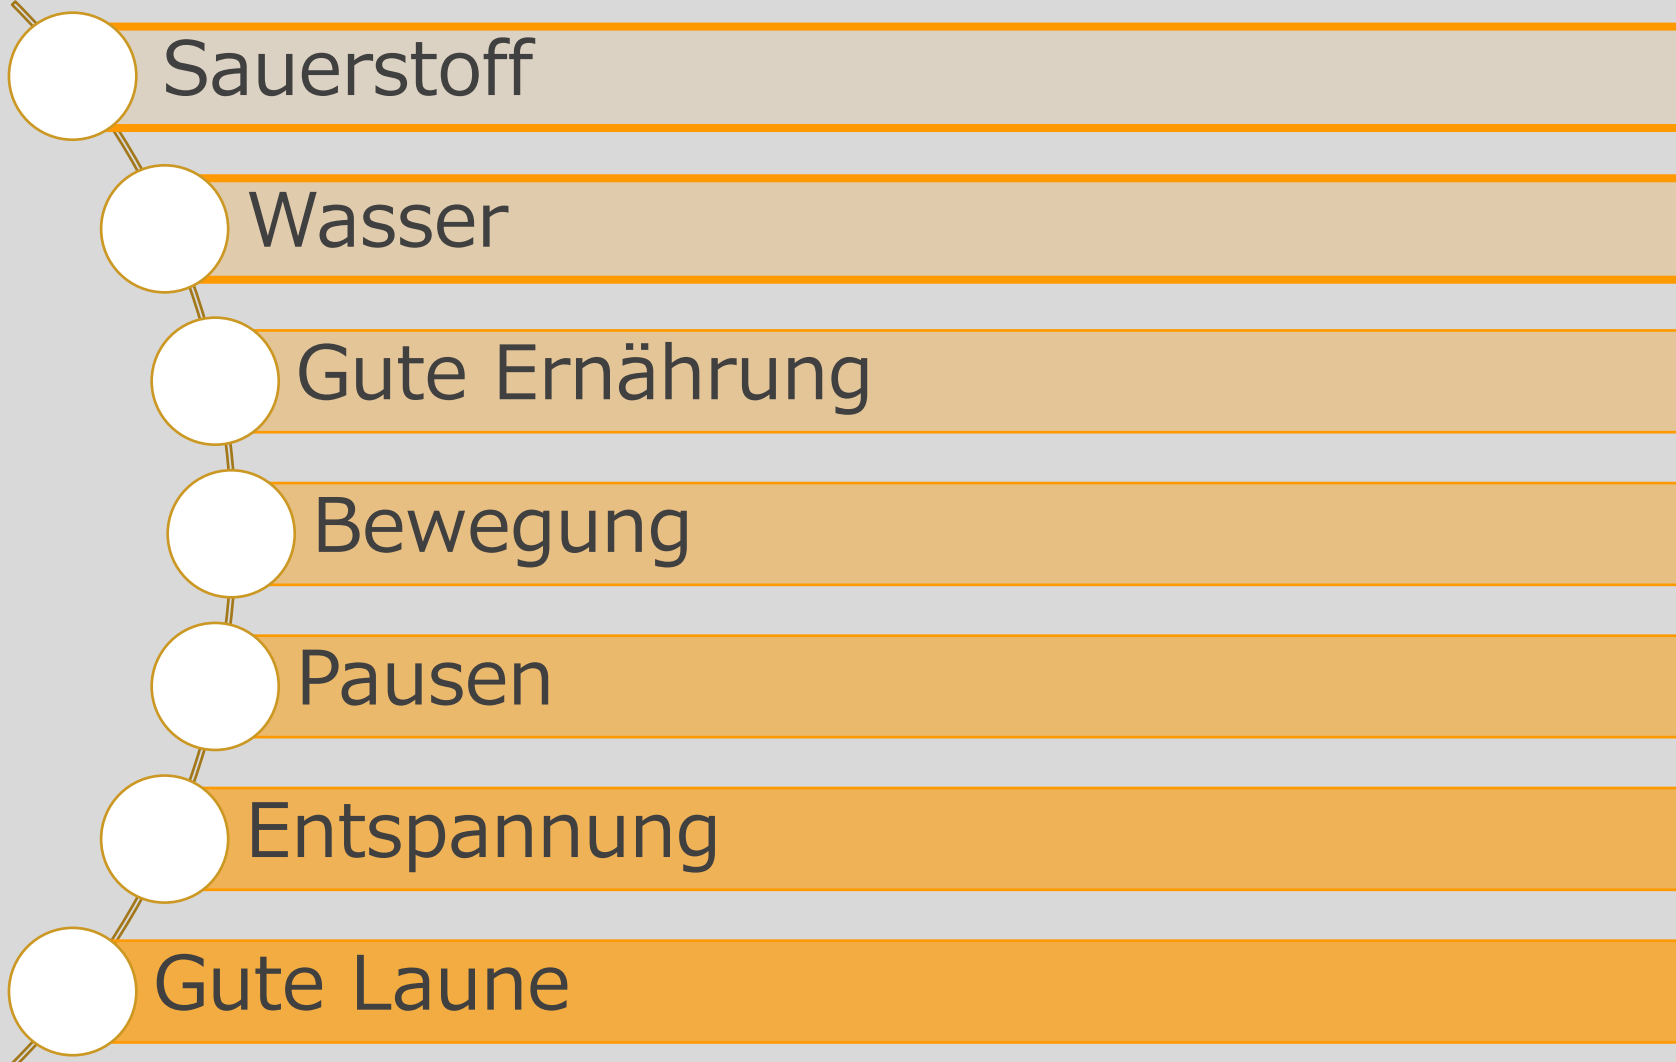 Sauerstoff
Wasser
Gute Ernährung
Bewegung
Pausen
Entspannung
Gute Laune